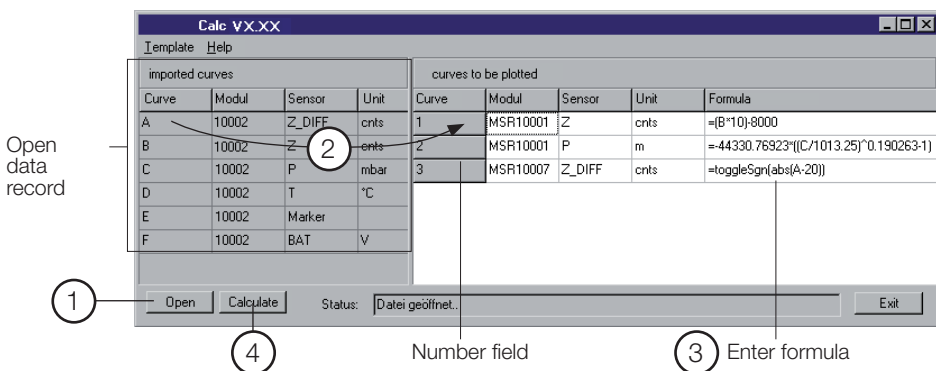 Calc VX.XX
Template Help
imported curves curves to be plotted
Curve Modul Sensor Unit Curve Modul Sensor Unit Formula
A 10002 Z_DIFF cnts 1 MSR10001 Z cnts =(B*10)-8000
B 10002 Z cnts 2 MSR10001 P m =-44330.76923*((C/1013.25)^0.190263-1)
C 10002 P mbar 3 MSR10007 Z_DIFF cnts =toggleSgn(abs(A-20))
D 10002 T °C
E 10002 Marker
F 10002 BAT V
2
Open
data
record
1 Open Calculate Status: Datei geöffnet.. Exit
4 Number field 3 Enter formula